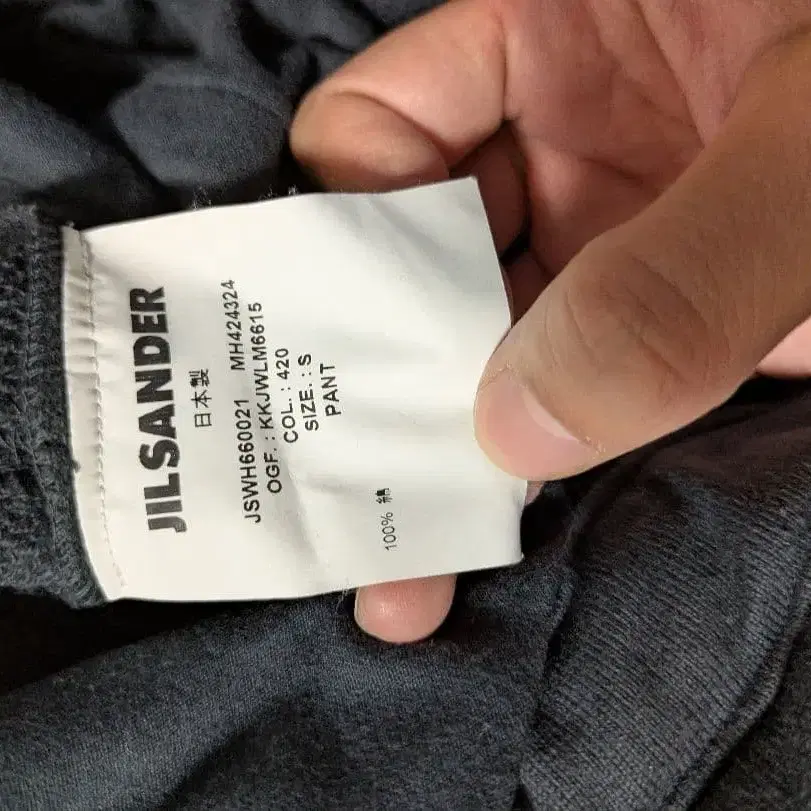 JILSANDER
日本製
JSWH660021 MH424324
OGF. : KKJWLM6615
COL. : 420
SIZE. : S
PANT
100% 綿